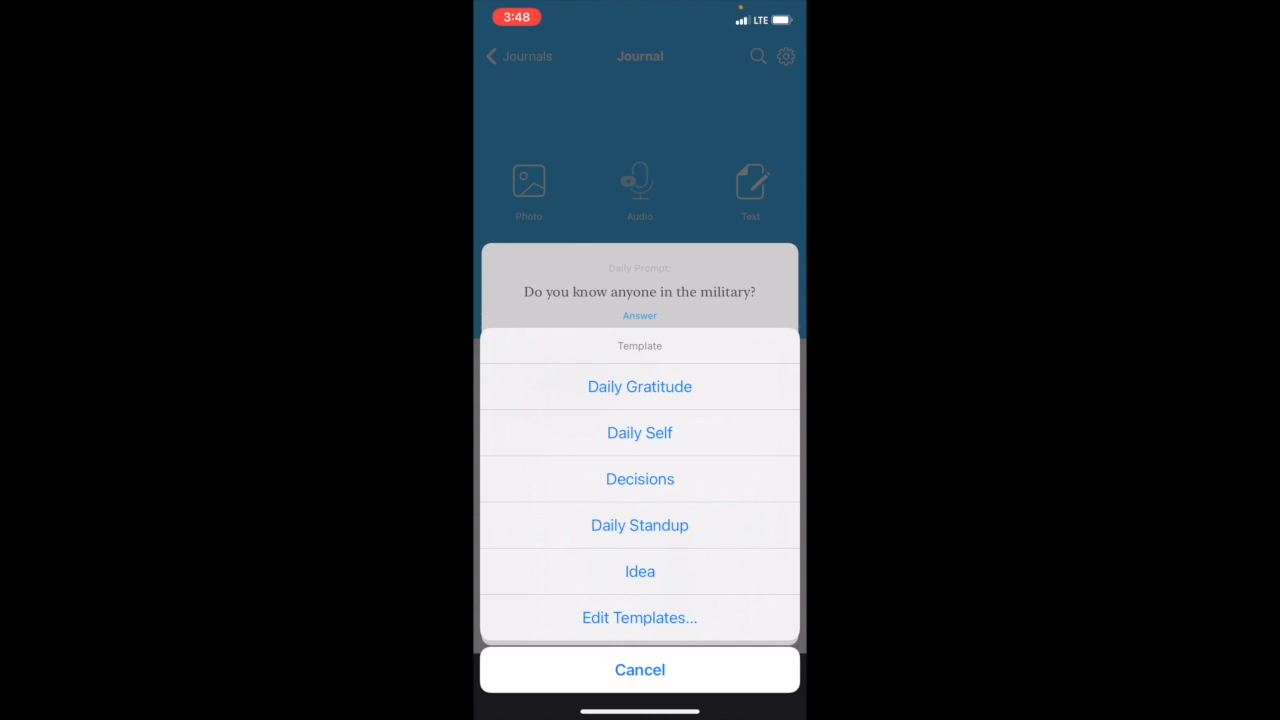 3:48
LTE
Journals
Journal
Photo
Audio
Text
Daily Prompt:
Do you know anyone in the military?
Answer
Template
Daily Gratitude
Daily Self
Decisions
Daily Standup
Idea
Edit Templates...
Cancel